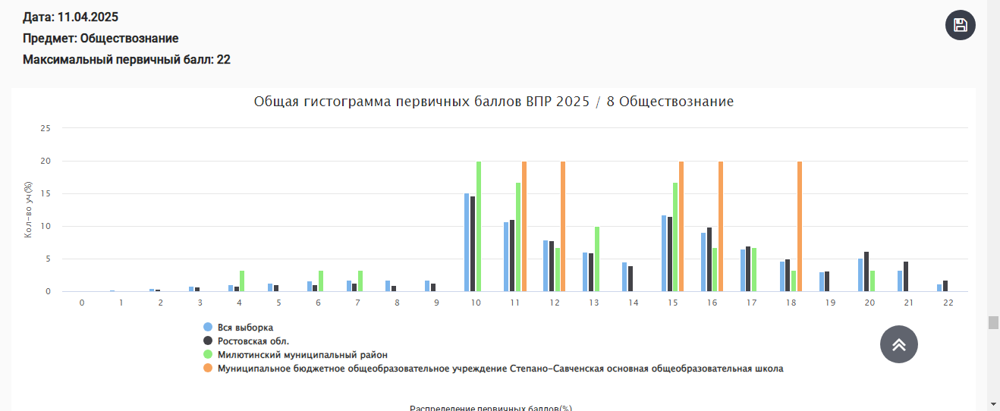 Дата: 11.04.2025
Предмет: Обществознание
Максимальный первичный балл: 22
Общая гистограмма первичных баллов ВПР 2025 / 8 Обществознание
25
20
15
10
5
0
Кол-во уч(%)
0 1 2 3 4 5 6 7 8 9 10 11 12 13 14 15 16 17 18 19 20 21 22
Вся выборка
Ростовская обл.
Милютинский муниципальный район
Муниципальное бюджетное общеобразовательное учреждение Степано-Савченская основная общеобразовательная школа
Распределение первичных баллов(%)